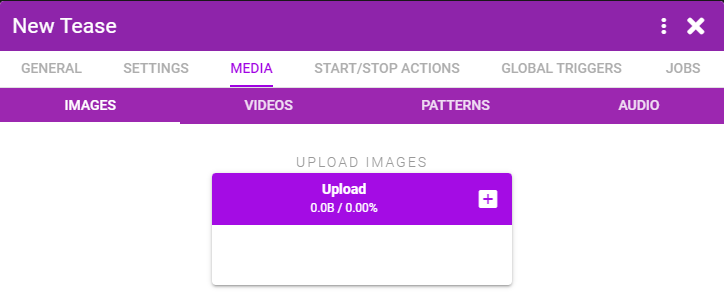 New Tease
GENERAL SETTINGS MEDIA START/STOP ACTIONS GLOBAL TRIGGERS JOBS
IMAGES VIDEOS PATTERNS AUDIO
UPLOAD IMAGES
Upload
0.0B / 0.00%